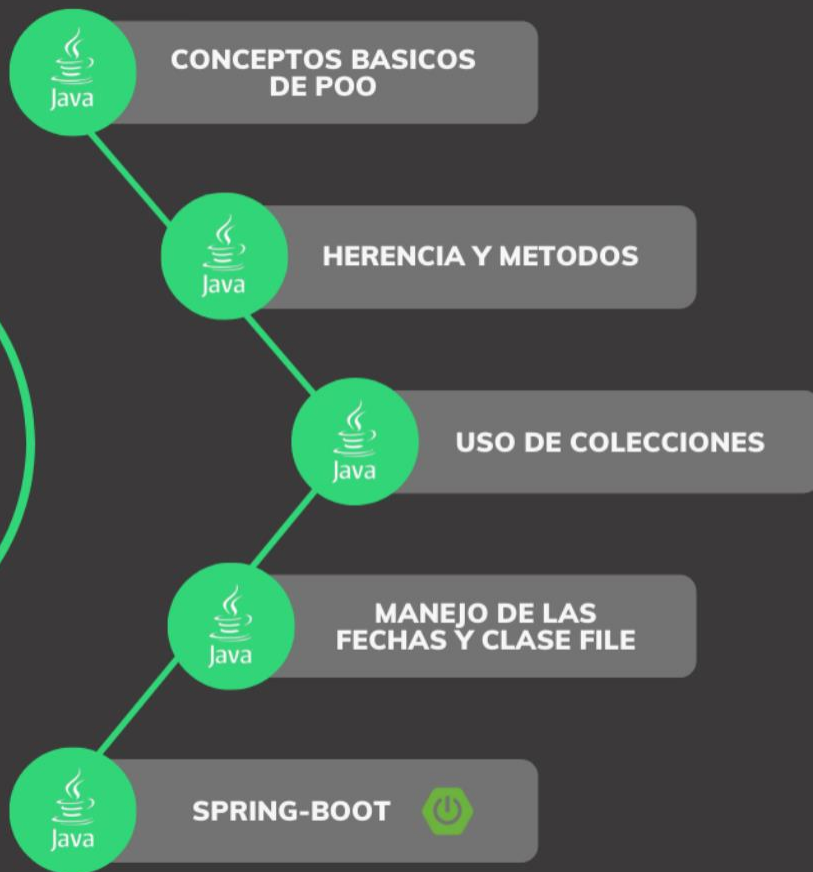 Java
CONCEPTOS BASICOS
DE POO
Java
HERENCIA Y METODOS
Java
USO DE COLECCIONES
Java
MANEJO DE LAS
FECHAS Y CLASE FILE
Java
SPRING-BOOT